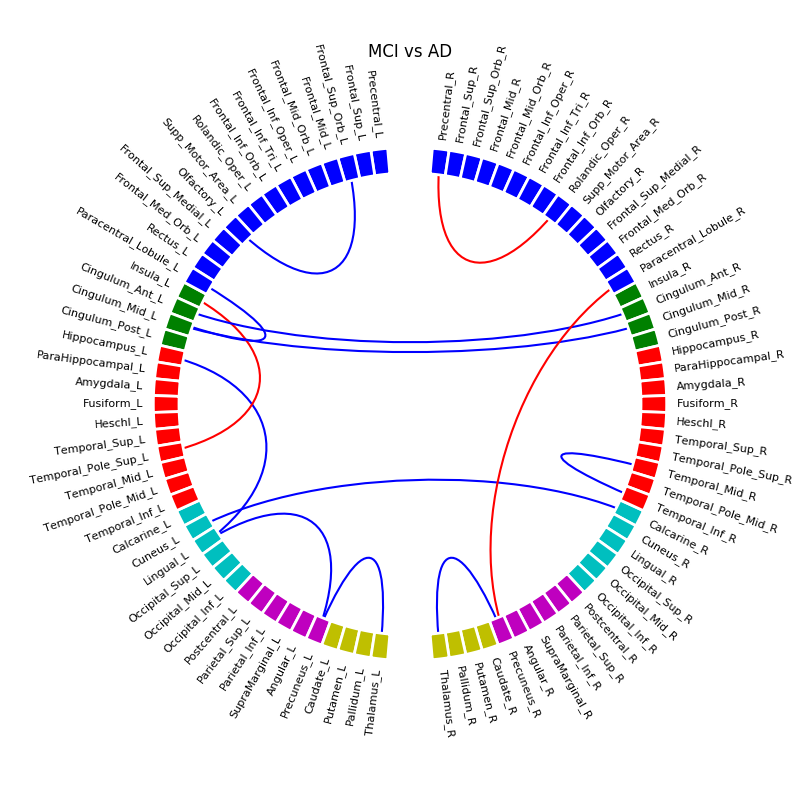 MCI vs AD
Precentral_L
Frontal_Sup_L
Frontal_Sup_Orb_L
Frontal_Mid_L
Frontal_Mid_Orb_L
Frontal_Inf_Oper_L
Frontal_Inf_Tri_L
Frontal_Inf_Orb_L
Rolandic_Oper_L
Supp_Motor_Area_L
Olfactory_L
Frontal_Sup_Medial_L
Frontal_Med_Orb_L
Rectus_L
Paracentral_Lobule_L
Insula_L
Cingulum_Ant_L
Cingulum_Mid_L
Cingulum_Post_L
Hippocampus_L
ParaHippocampal_L
Amygdala_L
Fusiform_L
Heschl_L
Temporal_Sup_L
Temporal_Pole_Sup_L
Temporal_Mid_L
Temporal_Pole_Mid_L
Temporal_Inf_L
Calcarine_L
Cuneus_L
Lingual_L
Occipital_Sup_L
Occipital_Mid_L
Occipital_Inf_L
Postcentral_L
Parietal_Sup_L
Parietal_Inf_L
SupraMarginal_L
Angular_L
Precuneus_L
Caudate_L
Putamen_L
Pallidum_L
Thalamus_L
Precentral_R
Frontal_Sup_R
Frontal_Sup_Orb_R
Frontal_Mid_R
Frontal_Mid_Orb_R
Frontal_Inf_Oper_R
Frontal_Inf_Tri_R
Frontal_Inf_Orb_R
Rolandic_Oper_R
Supp_Motor_Area_R
Olfactory_R
Frontal_Sup_Medial_R
Frontal_Med_Orb_R
Rectus_R
Paracentral_Lobule_R
Insula_R
Cingulum_Ant_R
Cingulum_Mid_R
Cingulum_Post_R
Hippocampus_R
ParaHippocampal_R
Amygdala_R
Fusiform_R
Heschl_R
Temporal_Sup_R
Temporal_Pole_Sup_R
Temporal_Mid_R
Temporal_Pole_Mid_R
Temporal_Inf_R
Calcarine_R
Cuneus_R
Lingual_R
Occipital_Sup_R
Occipital_Mid_R
Occipital_Inf_R
Postcentral_R
Parietal_Sup_R
Parietal_Inf_R
SupraMarginal_R
Angular_R
Precuneus_R
Caudate_R
Putamen_R
Pallidum_R
Thalamus_R